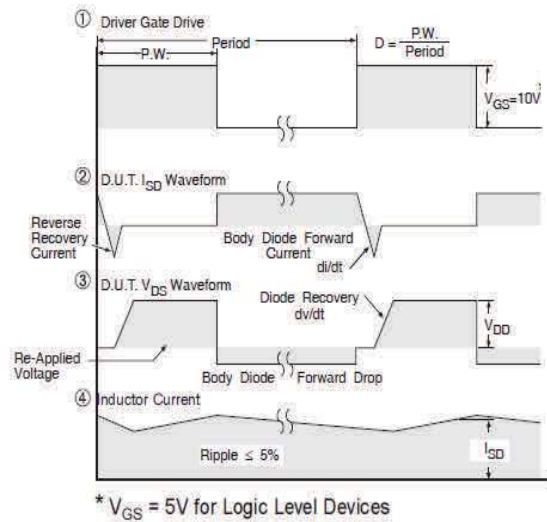 ① Driver Gate Drive
P.W.
Period
D = P.W. / Period
V_GS=10V *
② D.U.T. I_SD Waveform
Reverse
Recovery
Current
Body Diode Forward
Current
di/dt
③ D.U.T. V_DS Waveform
Diode Recovery
dv/dt
V_DD
Re-Applied
Voltage
Body Diode Forward Drop
④ Inductor Current
Ripple ≤ 5%
I_SD
* V_GS = 5V for Logic Level Devices